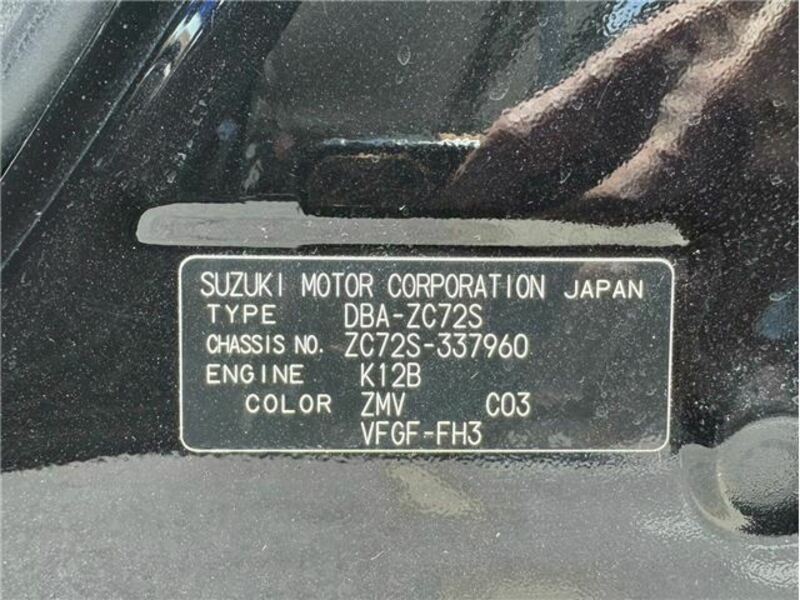 SUZUKI MOTOR CORPORATION JAPAN
TYPE DBA-ZC72S
CHASSIS NO. ZC72S-337960
ENGINE K12B
COLOR ZMV C03
VFGF-FH3